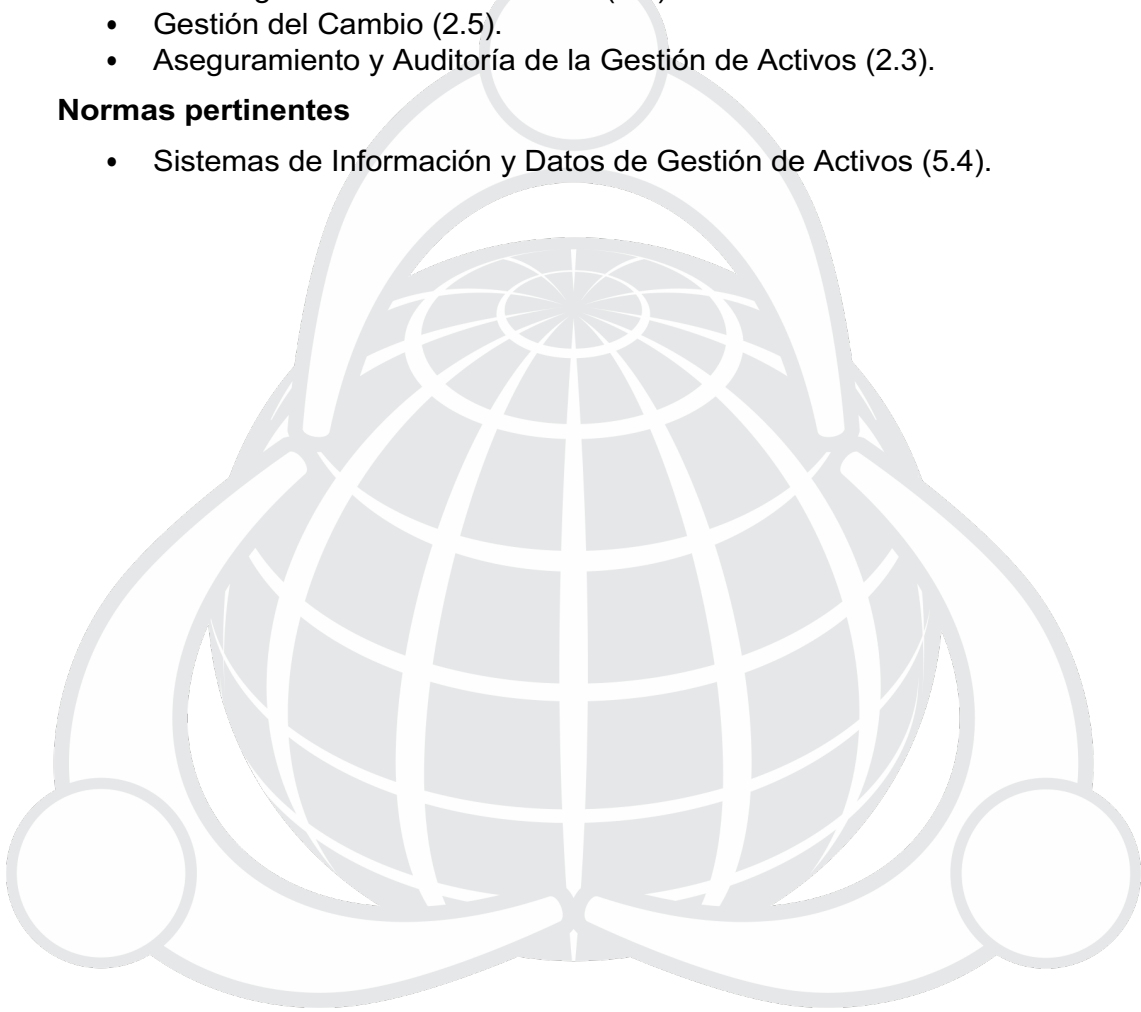 • Gestión del Cambio (2.5).
• Aseguramiento y Auditoría de la Gestión de Activos (2.3).
Normas pertinentes
• Sistemas de Información y Datos de Gestión de Activos (5.4).